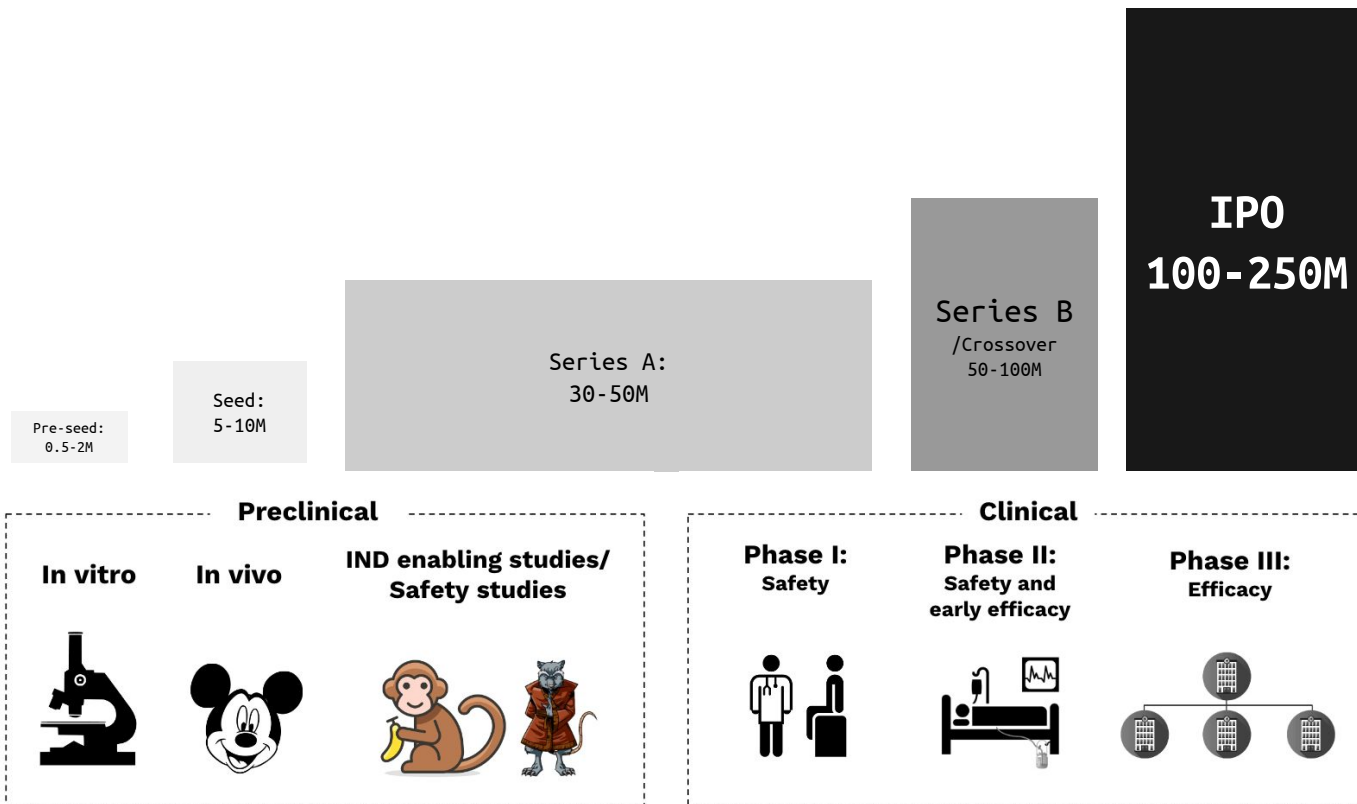 IPO
100-250M
Series B
/Crossover
50-100M
Series A:
30-50M
Seed:
5-10M
Pre-seed:
0.5-2M
Preclinical
In vitro
In vivo
IND enabling studies/
Safety studies
Clinical
Phase I:
Safety
Phase II:
Safety and
early efficacy
Phase III:
Efficacy